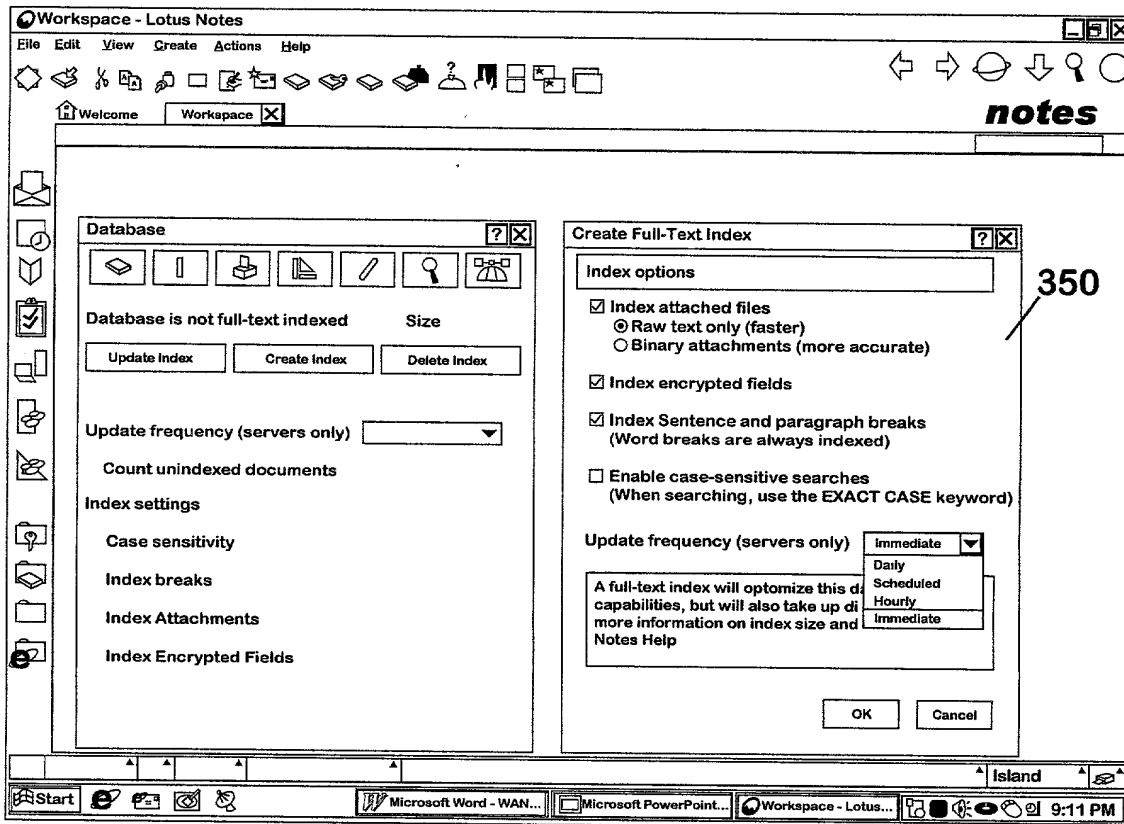 Workspace - Lotus Notes
File Edit View Create Actions Help
Welcome Workspace
notes
Database
Database is not full-text indexed Size
Update Index Create Index Delete Index
Update frequency (servers only)
Count unindexed documents
Index settings
Case sensitivity
Index breaks
Index Attachments
Index Encrypted Fields
Create Full-Text Index
Index options
Index attached files
Raw text only (faster)
Binary attachments (more accurate)
Index encrypted fields
Index Sentence and paragraph breaks
(Word breaks are always indexed)
Enable case-sensitive searches
(When searching, use the EXACT CASE keyword)
Update frequency (servers only) Immediate
Daily
Scheduled
Hourly
Immediate
A full-text index will optomize this da
capabilities, but will also take up di
more information on index size and
Notes Help
OK Cancel
350
Island
Start Microsoft Word - WAN... Microsoft PowerPoint... Workspace - Lotus... 9:11 PM